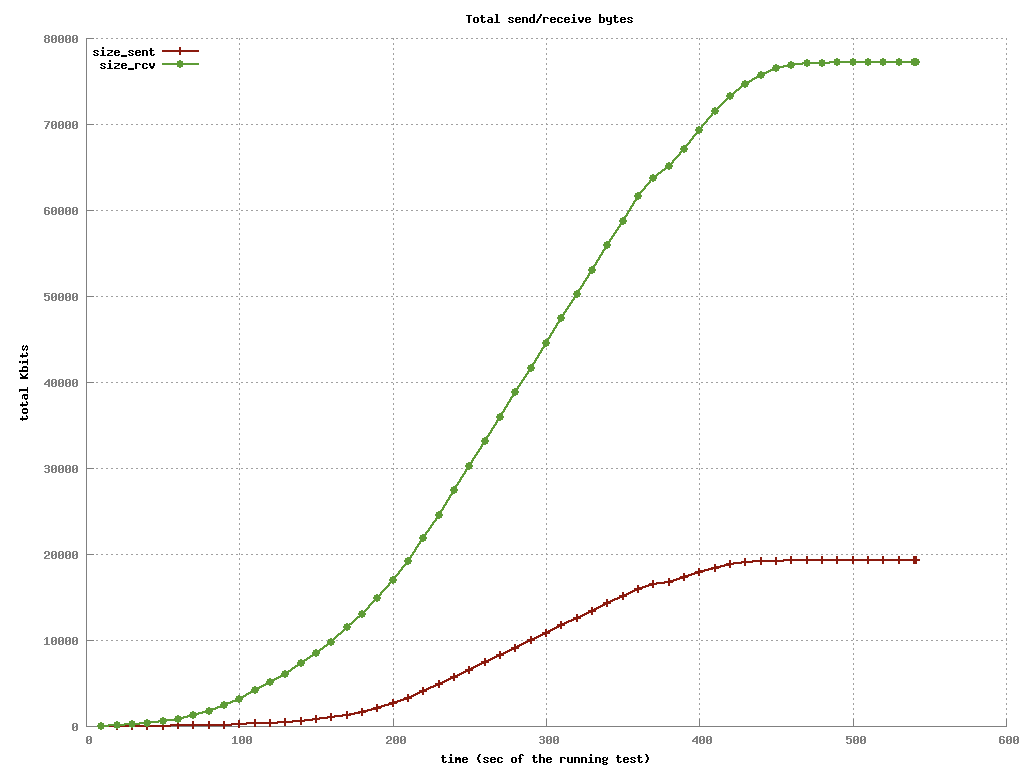 Total send/receive bytes
size_sent
size_rcv
80000
70000
60000
50000
40000
30000
20000
10000
0
total Kbits
0 100 200 300 400 500 600
time (sec of the running test)